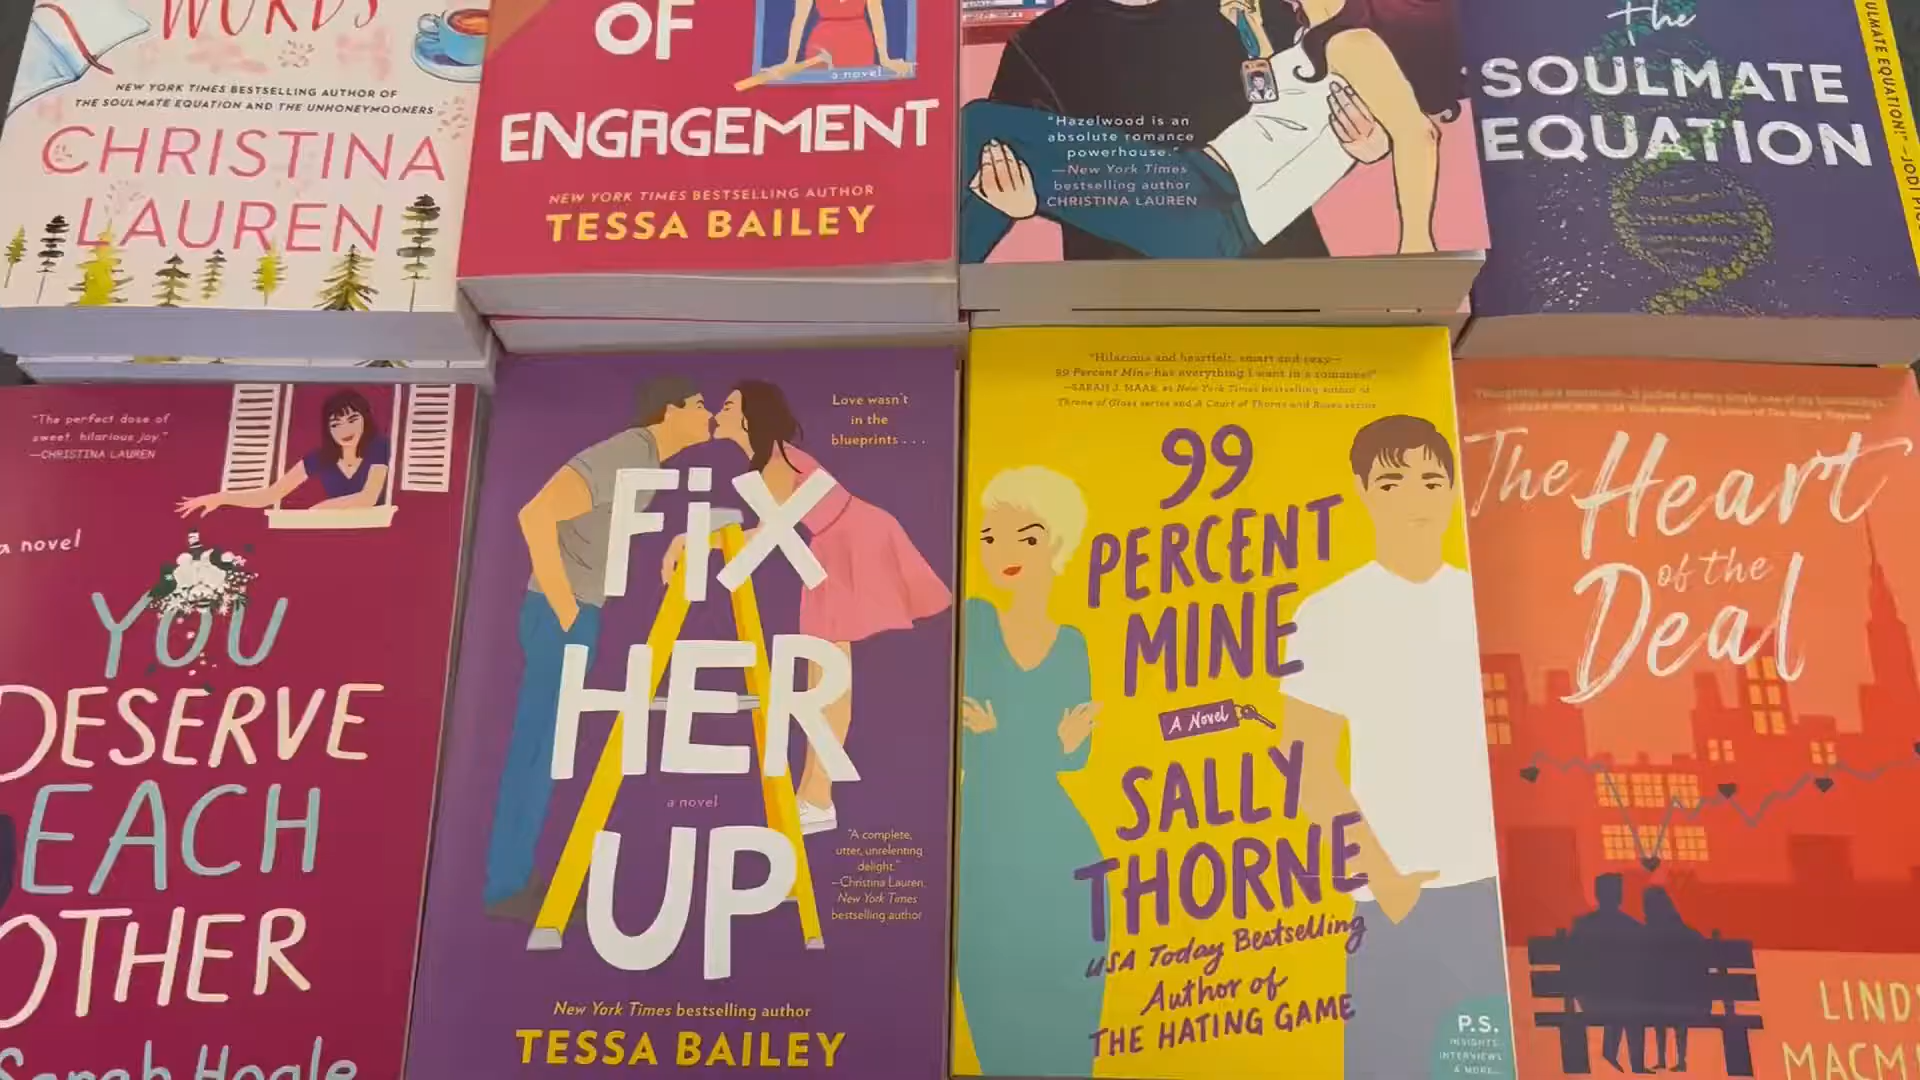 WORDS
NEW YORK TIMES BESTSELLING AUTHOR OF
THE SOULMATE EQUATION AND THE UNHONEYMOONERS
CHRISTINA
LAUREN
OF
a novel
ENGAGEMENT
NEW YORK TIMES BESTSELLING AUTHOR
TESSA BAILEY
"Hazelwood is an
absolute romance
powerhouse."
—New York Times
bestselling author
CHRISTINA LAUREN
the
SOULMATE
EQUATION
ULMATE EQUATION!" -JODI PIC
"The perfect dose of
sweet, hilarious joy."
—CHRISTINA LAUREN
a novel
YOU
DESERVE
EACH
OTHER
Sarah Hogle
Love wasn't
in the
blueprints . . .
FiX
HER
a novel
UP
"A complete,
utter, unrelenting
delight."
—Christina Lauren,
New York Times
bestselling author
New York Times bestselling author
TESSA BAILEY
"Hilarious and heartfelt, smart and sexy—
99 Percent Mine has everything I want in a romance!"
—SARAH J. MAAS, #1 New York Times bestselling author of
Throne of Glass series and A Court of Thorns and Roses series
99
PERCENT
MINE
A Novel
SALLY
THORNE
USA Today Bestselling
Author of
THE HATING GAME
P.S.
INSIGHTS,
INTERVIEWS
& MORE...
The Heart
of the
Deal
LINDS
MACMI